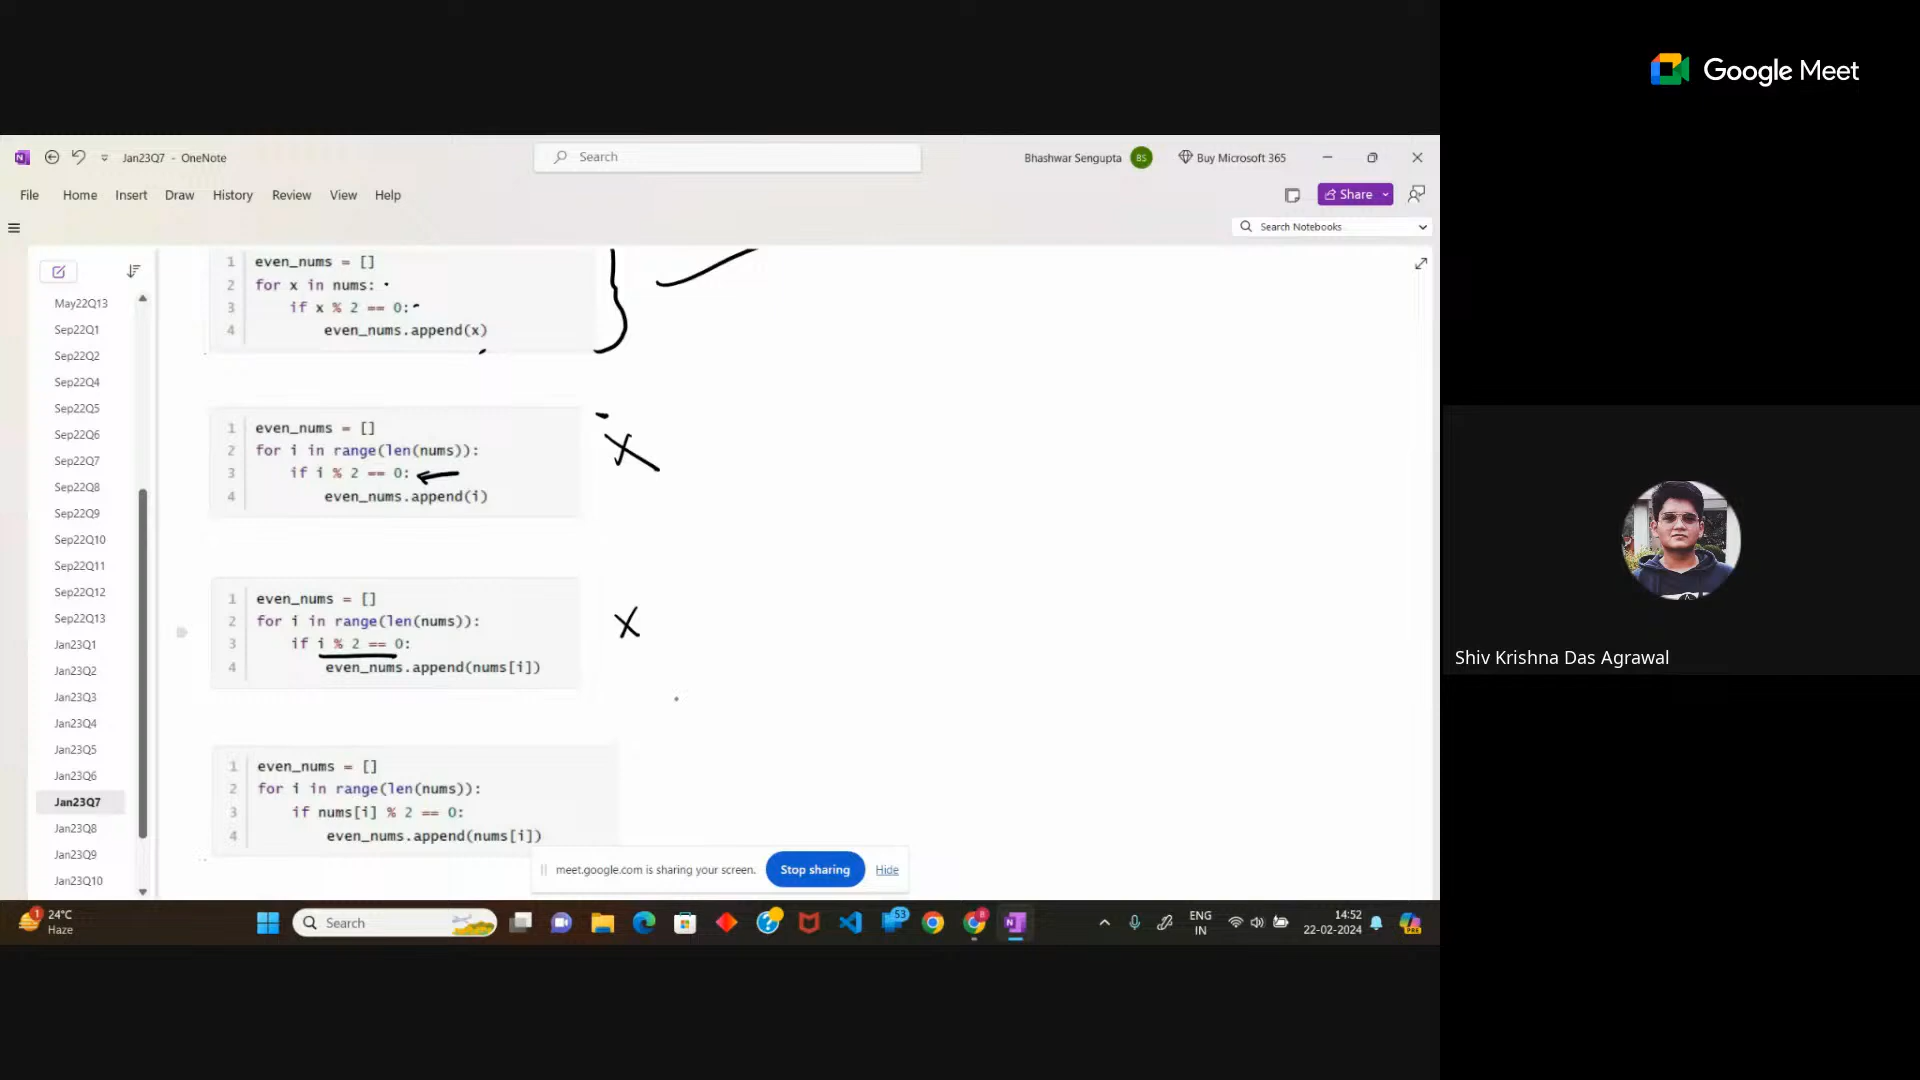 Google Meet
Jan23Q7 - OneNote
Search
Bhashwar Sengupta
BS
Buy Microsoft 365
File Home Insert Draw History Review View Help
Share
Search Notebooks
May22Q13
Sep22Q1
Sep22Q2
Sep22Q4
Sep22Q5
Sep22Q6
Sep22Q7
Sep22Q8
Sep22Q9
Sep22Q10
Sep22Q11
Sep22Q12
Sep22Q13
Jan23Q1
Jan23Q2
Jan23Q3
Jan23Q4
Jan23Q5
Jan23Q6
Jan23Q7
Jan23Q8
Jan23Q9
Jan23Q10
1 even_nums = []
2 for x in nums:
3 if x % 2 == 0:
4 even_nums.append(x)
1 even_nums = []
2 for i in range(len(nums)):
3 if i % 2 == 0:
4 even_nums.append(i)
X
1 even_nums = []
2 for i in range(len(nums)):
3 if i % 2 == 0:
4 even_nums.append(nums[i])
X
1 even_nums = []
2 for i in range(len(nums)):
3 if nums[i] % 2 == 0:
4 even_nums.append(nums[i])
meet.google.com is sharing your screen.
Stop sharing
Hide
Shiv Krishna Das Agrawal
1
24°C
Haze
Search
53
ENG
IN
14:52
22-02-2024